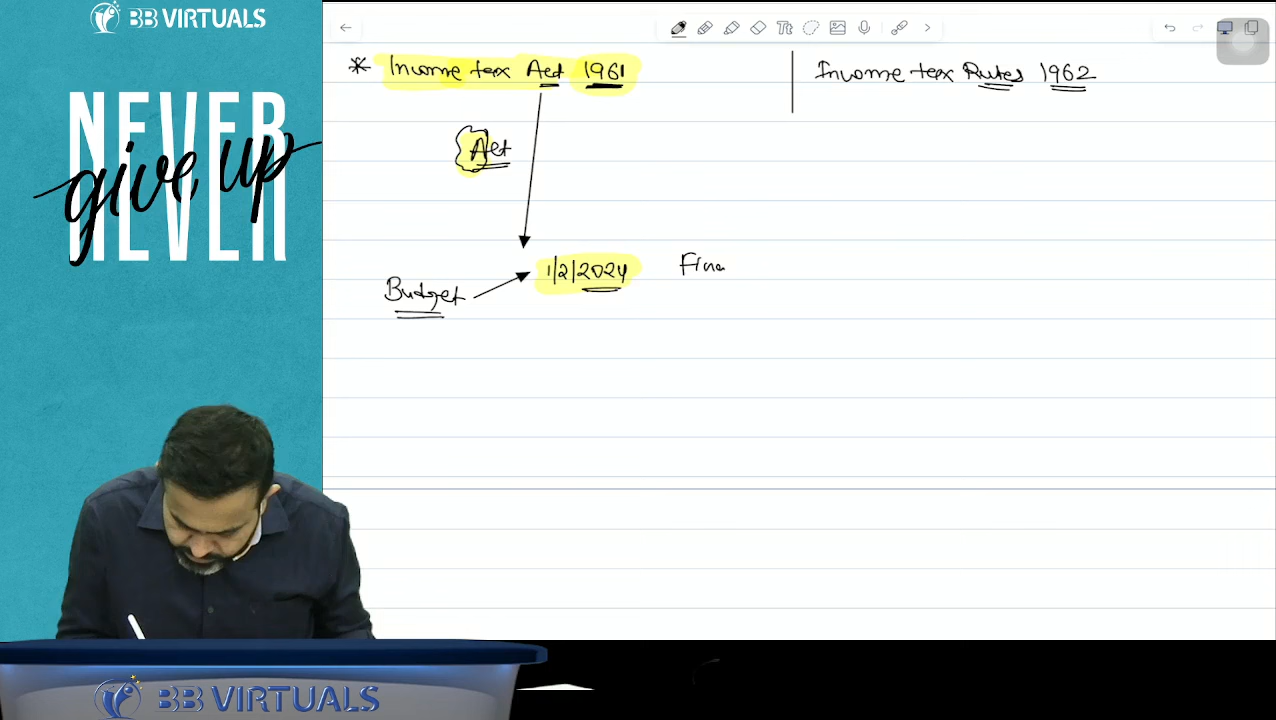 BB VIRTUALS
NEVER
give up
NEVER
* Income tax Act 1961
Income tax Rules 1962
Act
1/2/2024
Fina
Budget
BB VIRTUALS